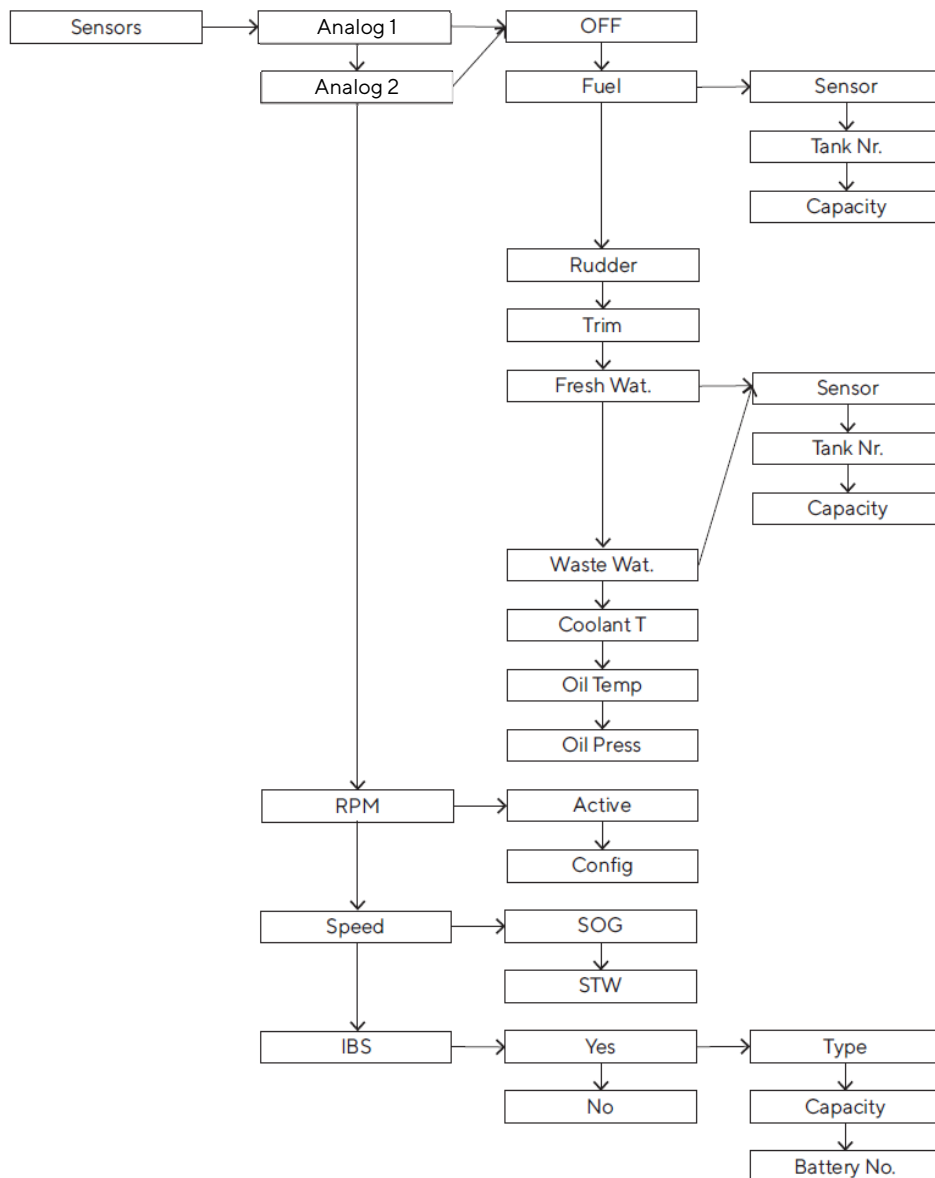 Sensors
Analog 1
OFF
Analog 2
Fuel
Sensor
Tank Nr.
Capacity
Rudder
Trim
Fresh Wat.
Sensor
Tank Nr.
Capacity
Waste Wat.
Coolant T
Oil Temp
Oil Press
RPM
Active
Config
Speed
SOG
STW
IBS
Yes
Type
No
Capacity
Battery No.